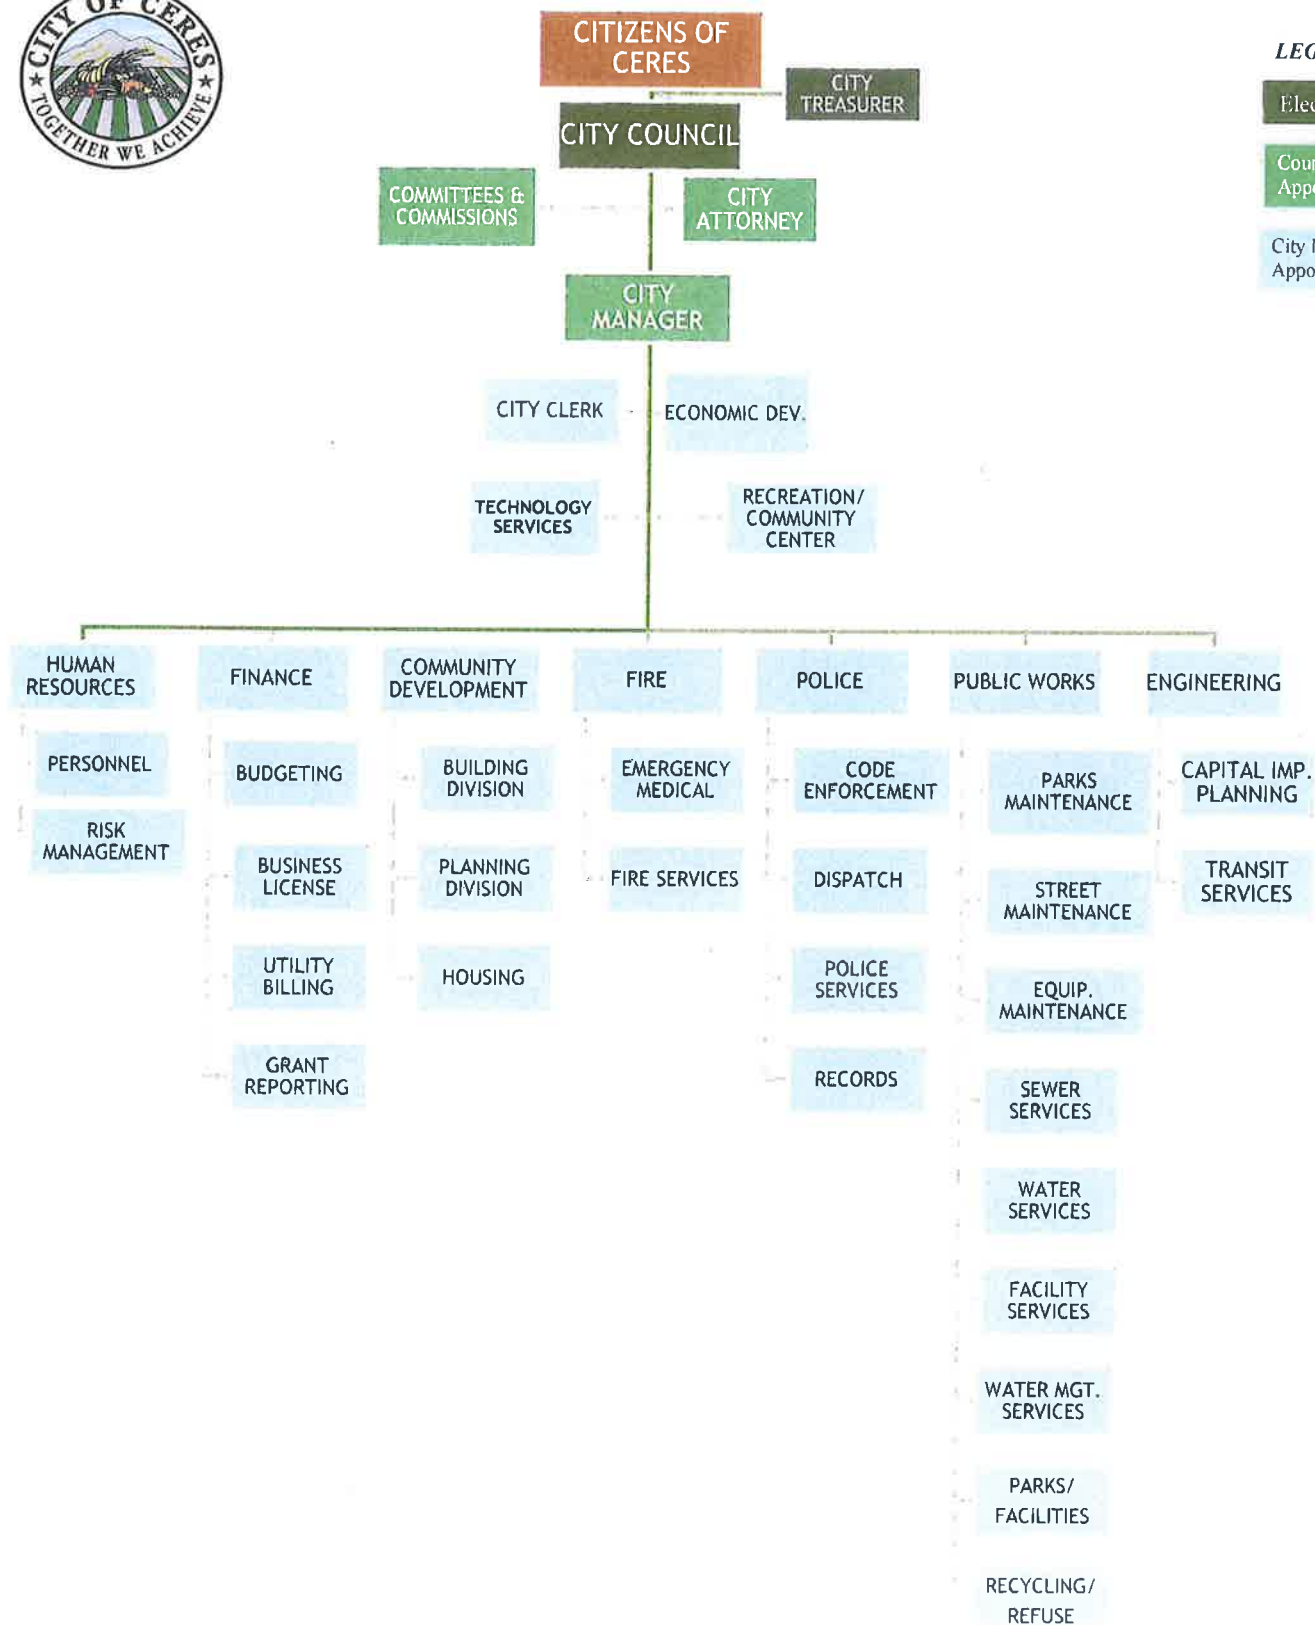 CITY OF CERES
TOGETHER WE ACHIEVE
CITIZENS OF
CERES
CITY
TREASURER
CITY COUNCIL
COMMITTEES &
COMMISSIONS
CITY
ATTORNEY
CITY
MANAGER
CITY CLERK
ECONOMIC DEV.
TECHNOLOGY
SERVICES
RECREATION/
COMMUNITY
CENTER
HUMAN
RESOURCES
PERSONNEL
RISK
MANAGEMENT
FINANCE
BUDGETING
BUSINESS
LICENSE
UTILITY
BILLING
GRANT
REPORTING
COMMUNITY
DEVELOPMENT
BUILDING
DIVISION
PLANNING
DIVISION
HOUSING
FIRE
EMERGENCY
MEDICAL
FIRE SERVICES
POLICE
CODE
ENFORCEMENT
DISPATCH
POLICE
SERVICES
RECORDS
PUBLIC WORKS
PARKS
MAINTENANCE
STREET
MAINTENANCE
EQUIP.
MAINTENANCE
SEWER
SERVICES
WATER
SERVICES
FACILITY
SERVICES
WATER MGT.
SERVICES
PARKS/
FACILITIES
RECYCLING/
REFUSE
ENGINEERING
CAPITAL IMP.
PLANNING
TRANSIT
SERVICES
City